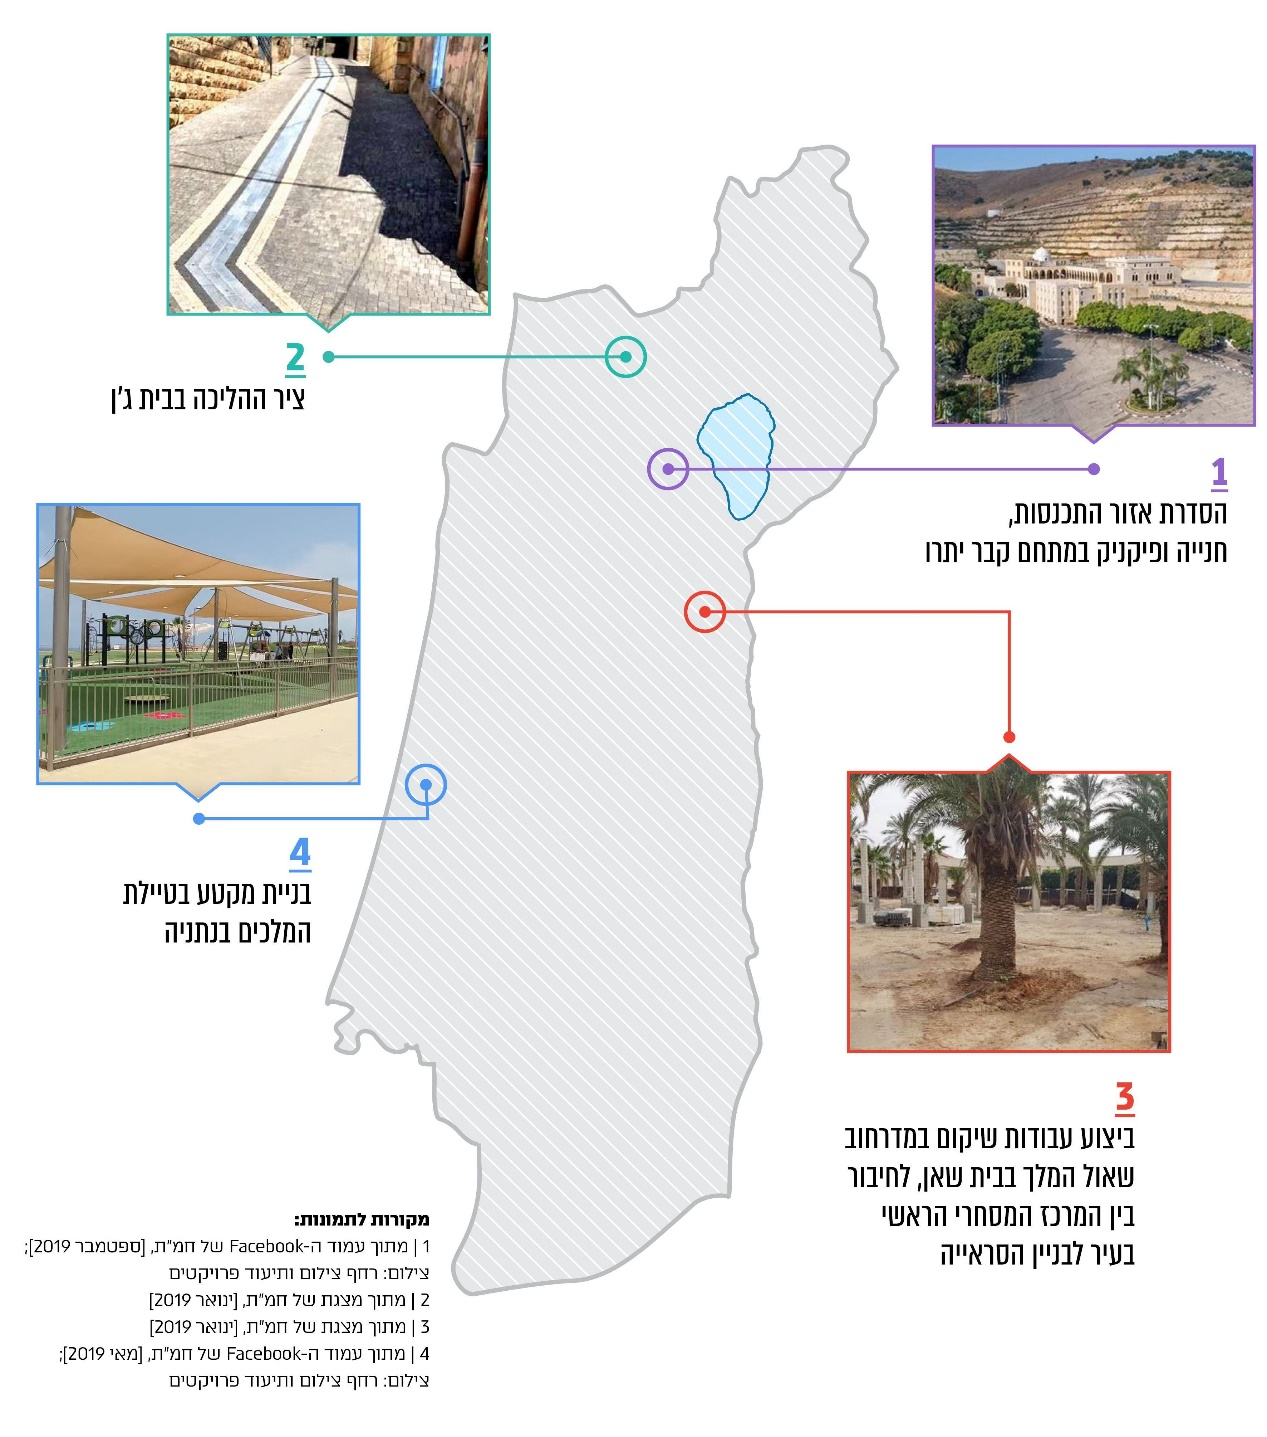 1
הסדרת אזור התכנסות,
חנייה ופיקניק במתחם קבר יתרו
2
ציר ההליכה בבית ג'ן
3
ביצוע עבודות שיקום במדרחוב
שאול המלך בבית שאן, לחיבור
בין המרכז המסחרי הראשי
בעיר לבניין הסראייה
4
בניית מקטע בטיילת
המלכים בנתניה
מקורות לתמונות:
1 | מתוך עמוד ה-Facebook של חמ"ת, [ספטמבר 2019];
צילום: רחף צילום ותיעוד פרויקטים
2 | מתוך מצגת של חמ"ת, [ינואר 2019]
3 | מתוך מצגת של חמ"ת, [ינואר 2019]
4 | מתוך עמוד ה-Facebook של חמ"ת, [מאי 2019];
צילום: רחף צילום ותיעוד פרויקטים